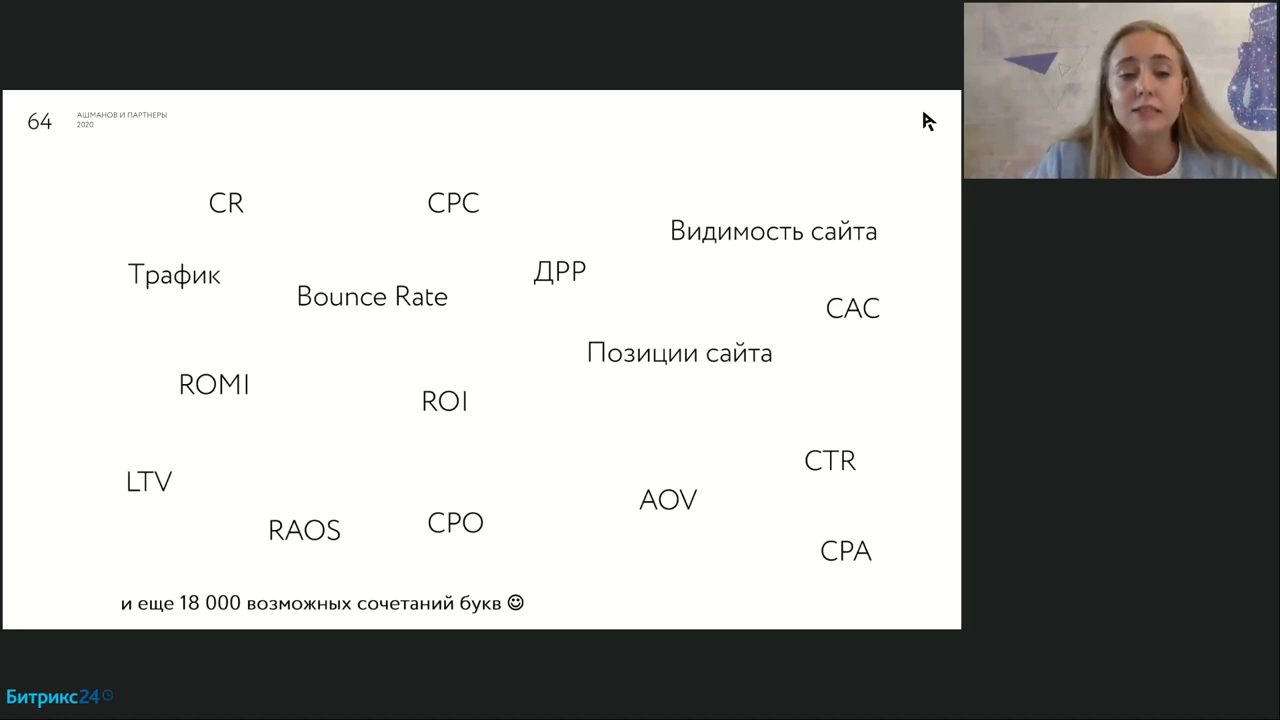 64
АШМАНОВ И ПАРТНЕРЫ
2020
CR
CPC
Видимость сайта
Трафик
ДРР
Bounce Rate
CAC
Позиции сайта
ROMI
ROI
CTR
LTV
AOV
RAOS
CPO
CPA
и еще 18 000 возможных сочетаний букв ☺
Битрикс24